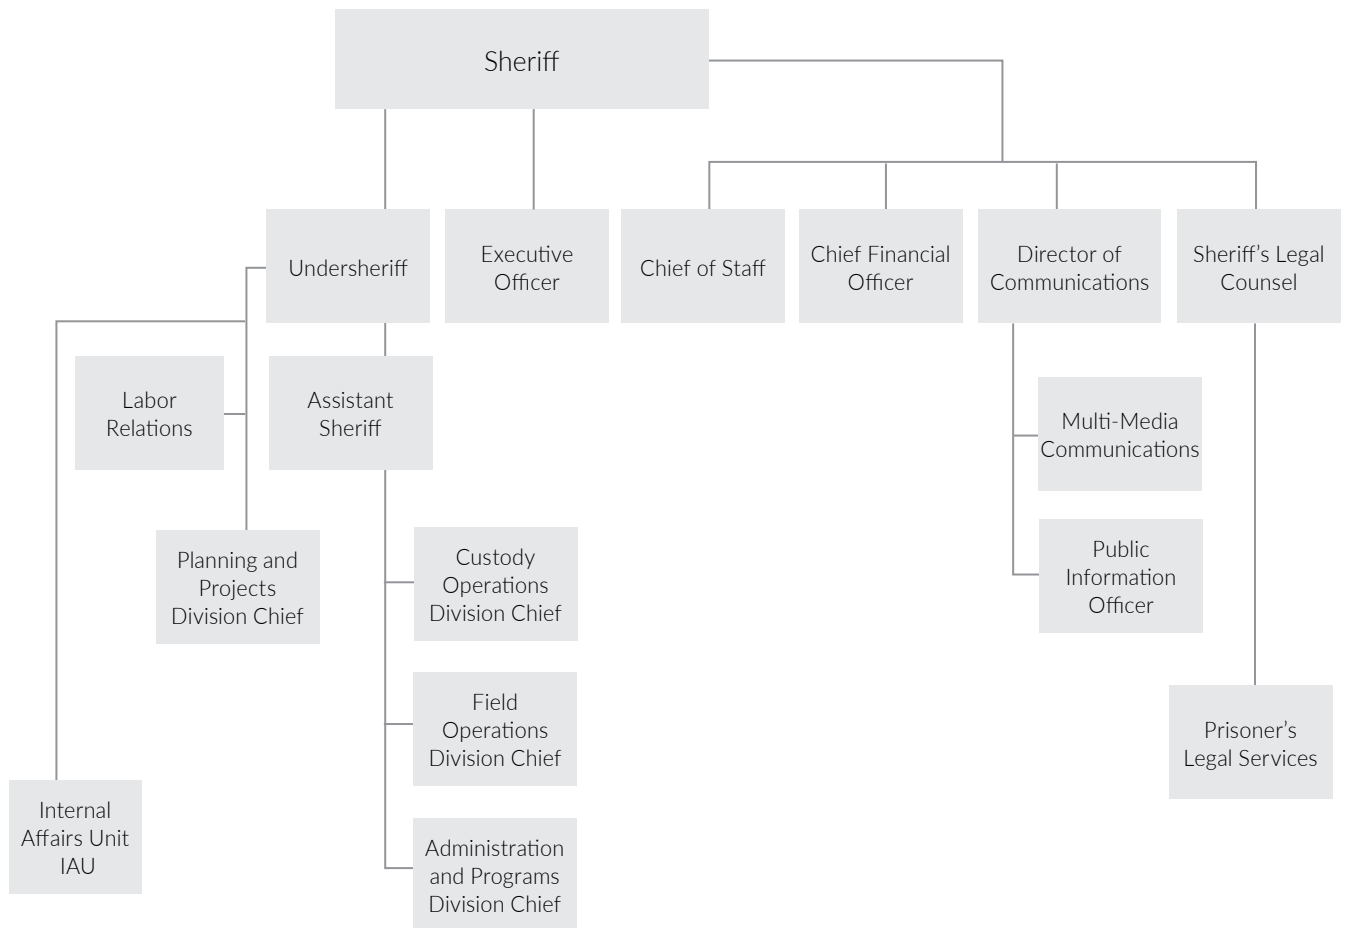 Sheriff
Undersheriff
Executive
Officer
Chief of Staff
Chief Financial
Officer
Director of
Communications
Sheriff’s Legal
Counsel
Labor
Relations
Assistant
Sheriff
Multi-Media
Communications
Planning and
Projects
Division Chief
Custody
Operations
Division Chief
Public
Information
Officer
Field
Operations
Division Chief
Prisoner’s
Legal Services
Internal
Affairs Unit
IAU
Administration
and Programs
Division Chief